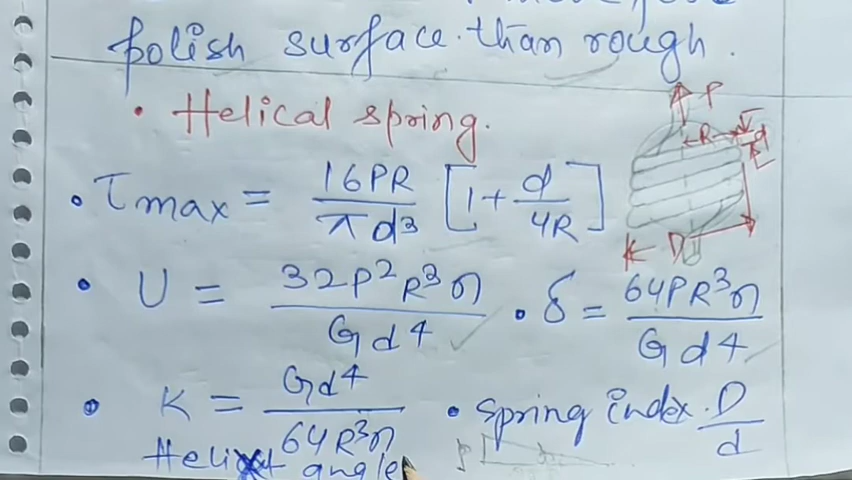 polish surface. than rough.
• Helical spring.
P
R
d
• τmax = 16PR/πd³ [1 + d/4R]
D
• U = 32P²R³n/Gd4 • δ = 64PR³n/Gd4
• K = Gd4/64R³n • spring index. D/d
angle